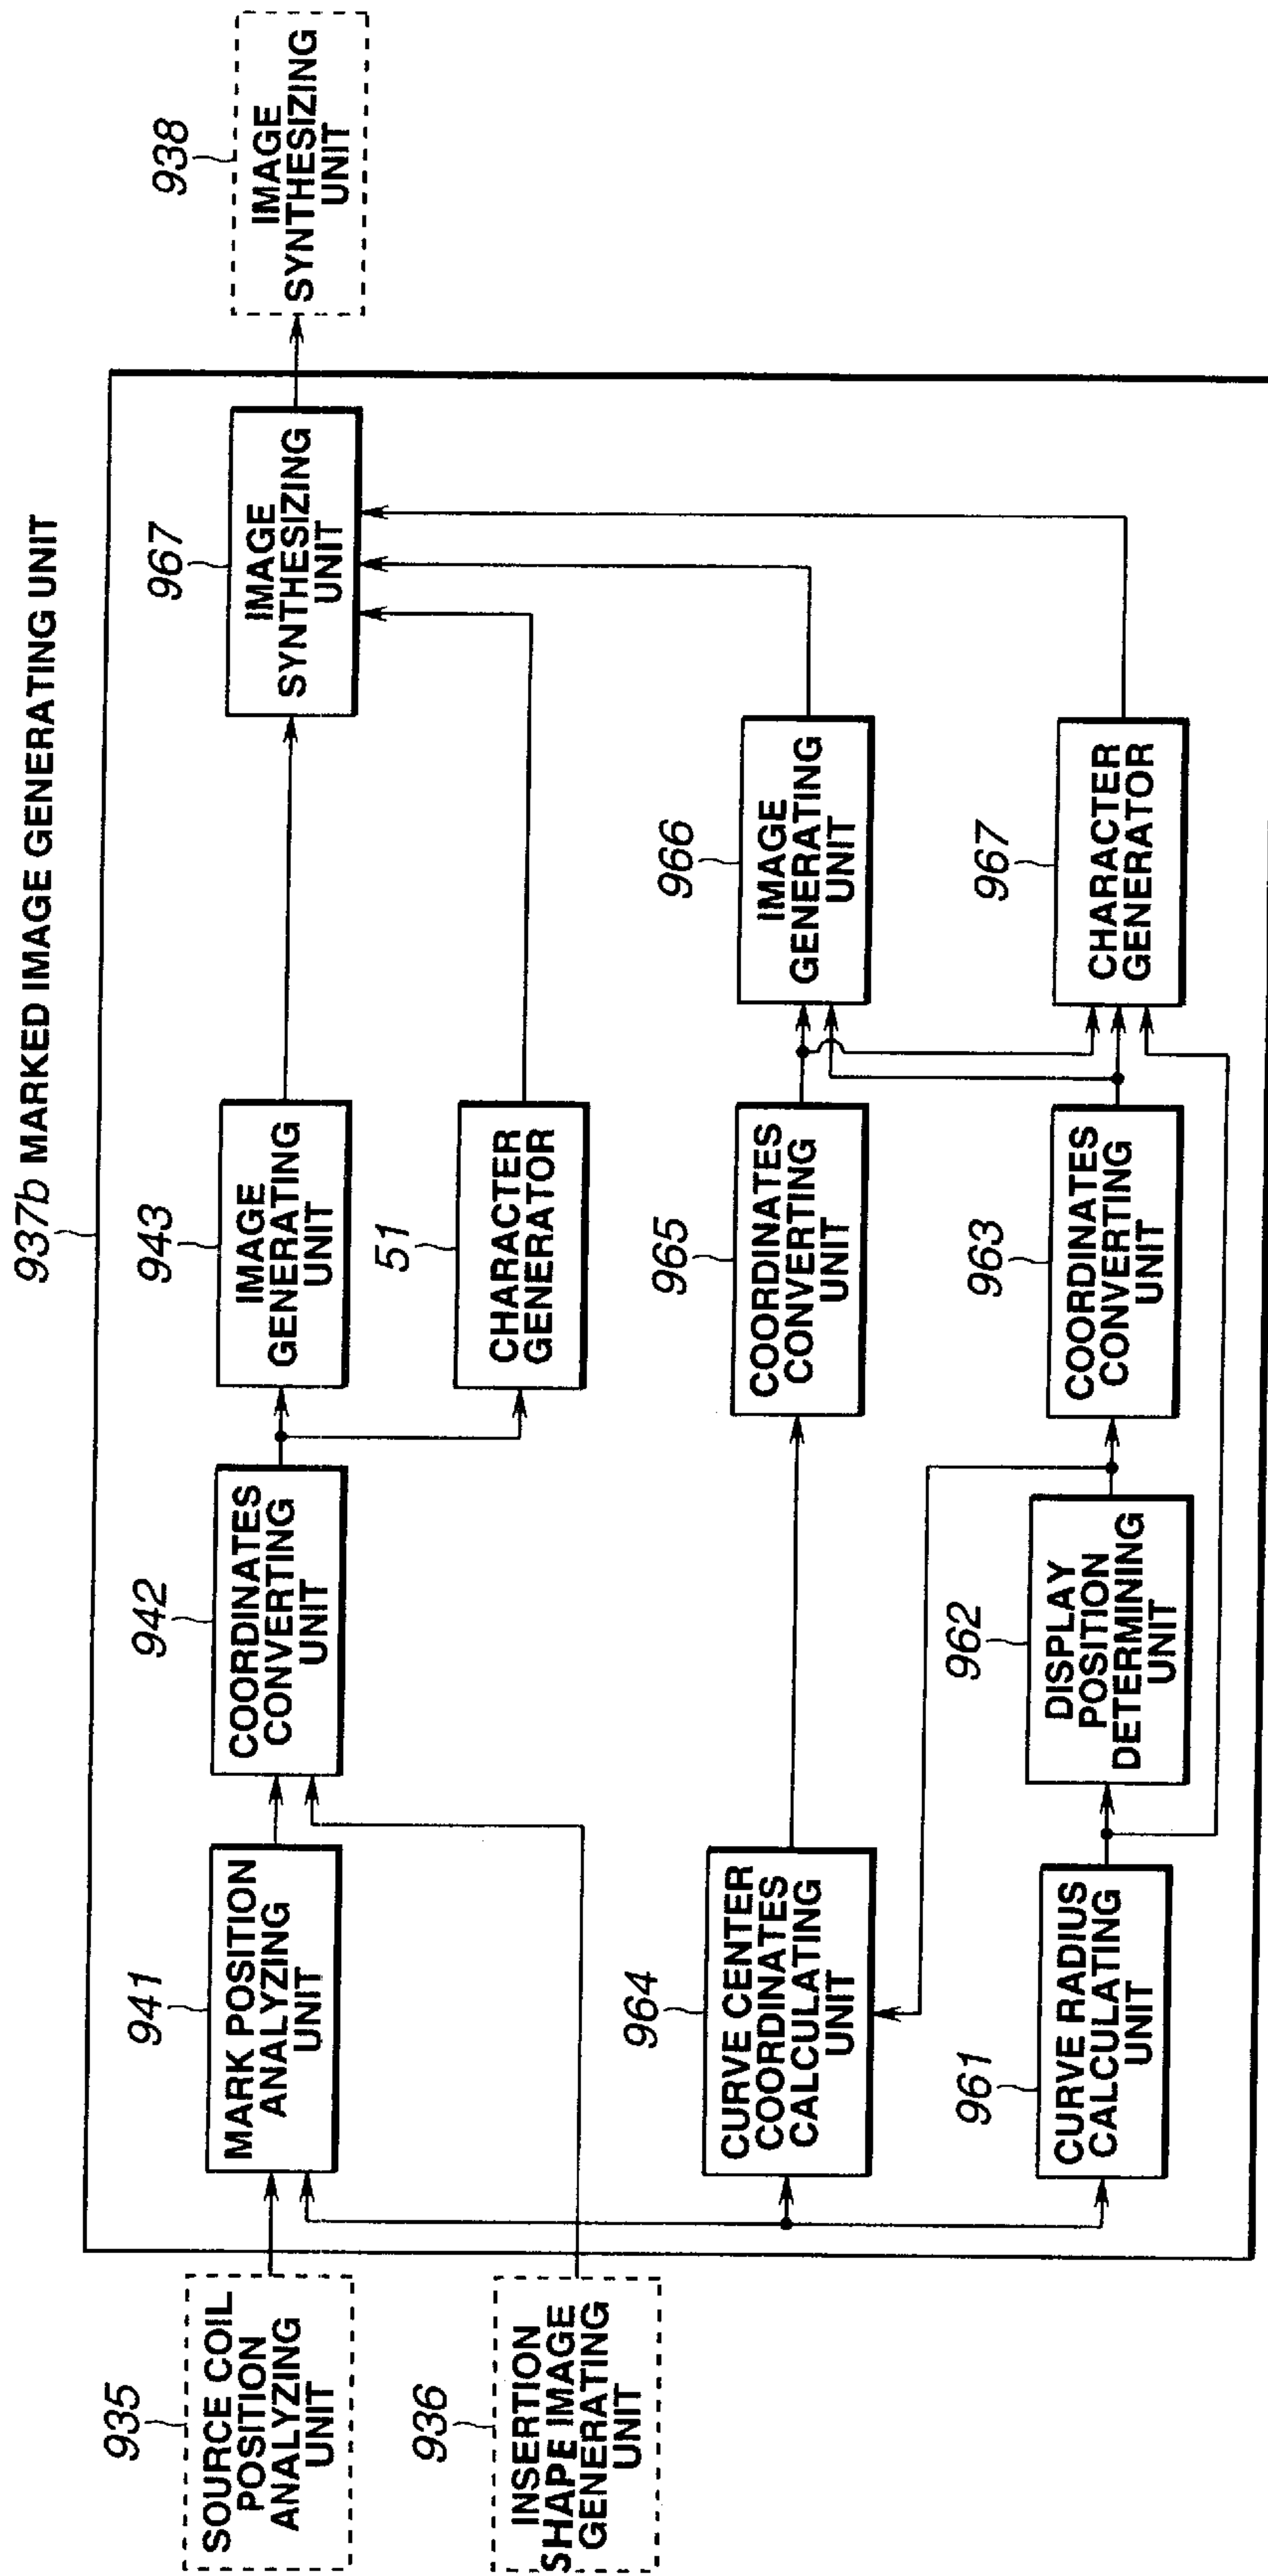 937b MARKED IMAGE GENERATING UNIT
935
SOURCE COIL
POSITION
ANALYZING
UNIT
936
INSERTION
SHAPE IMAGE
GENERATING
UNIT
941
MARK POSITION
ANALYZING
UNIT
942
COORDINATES
CONVERTING
UNIT
943
IMAGE
GENERATING
UNIT
51
CHARACTER
GENERATOR
967
IMAGE
SYNTHESIZING
UNIT
938
IMAGE
SYNTHESIZING
UNIT
964
CURVE CENTER
COORDINATES
CALCULATING
UNIT
965
COORDINATES
CONVERTING
UNIT
966
IMAGE
GENERATING
UNIT
961
CURVE RADIUS
CALCULATING
UNIT
962
DISPLAY
POSITION
DETERMINING
UNIT
963
COORDINATES
CONVERTING
UNIT
967
CHARACTER
GENERATOR